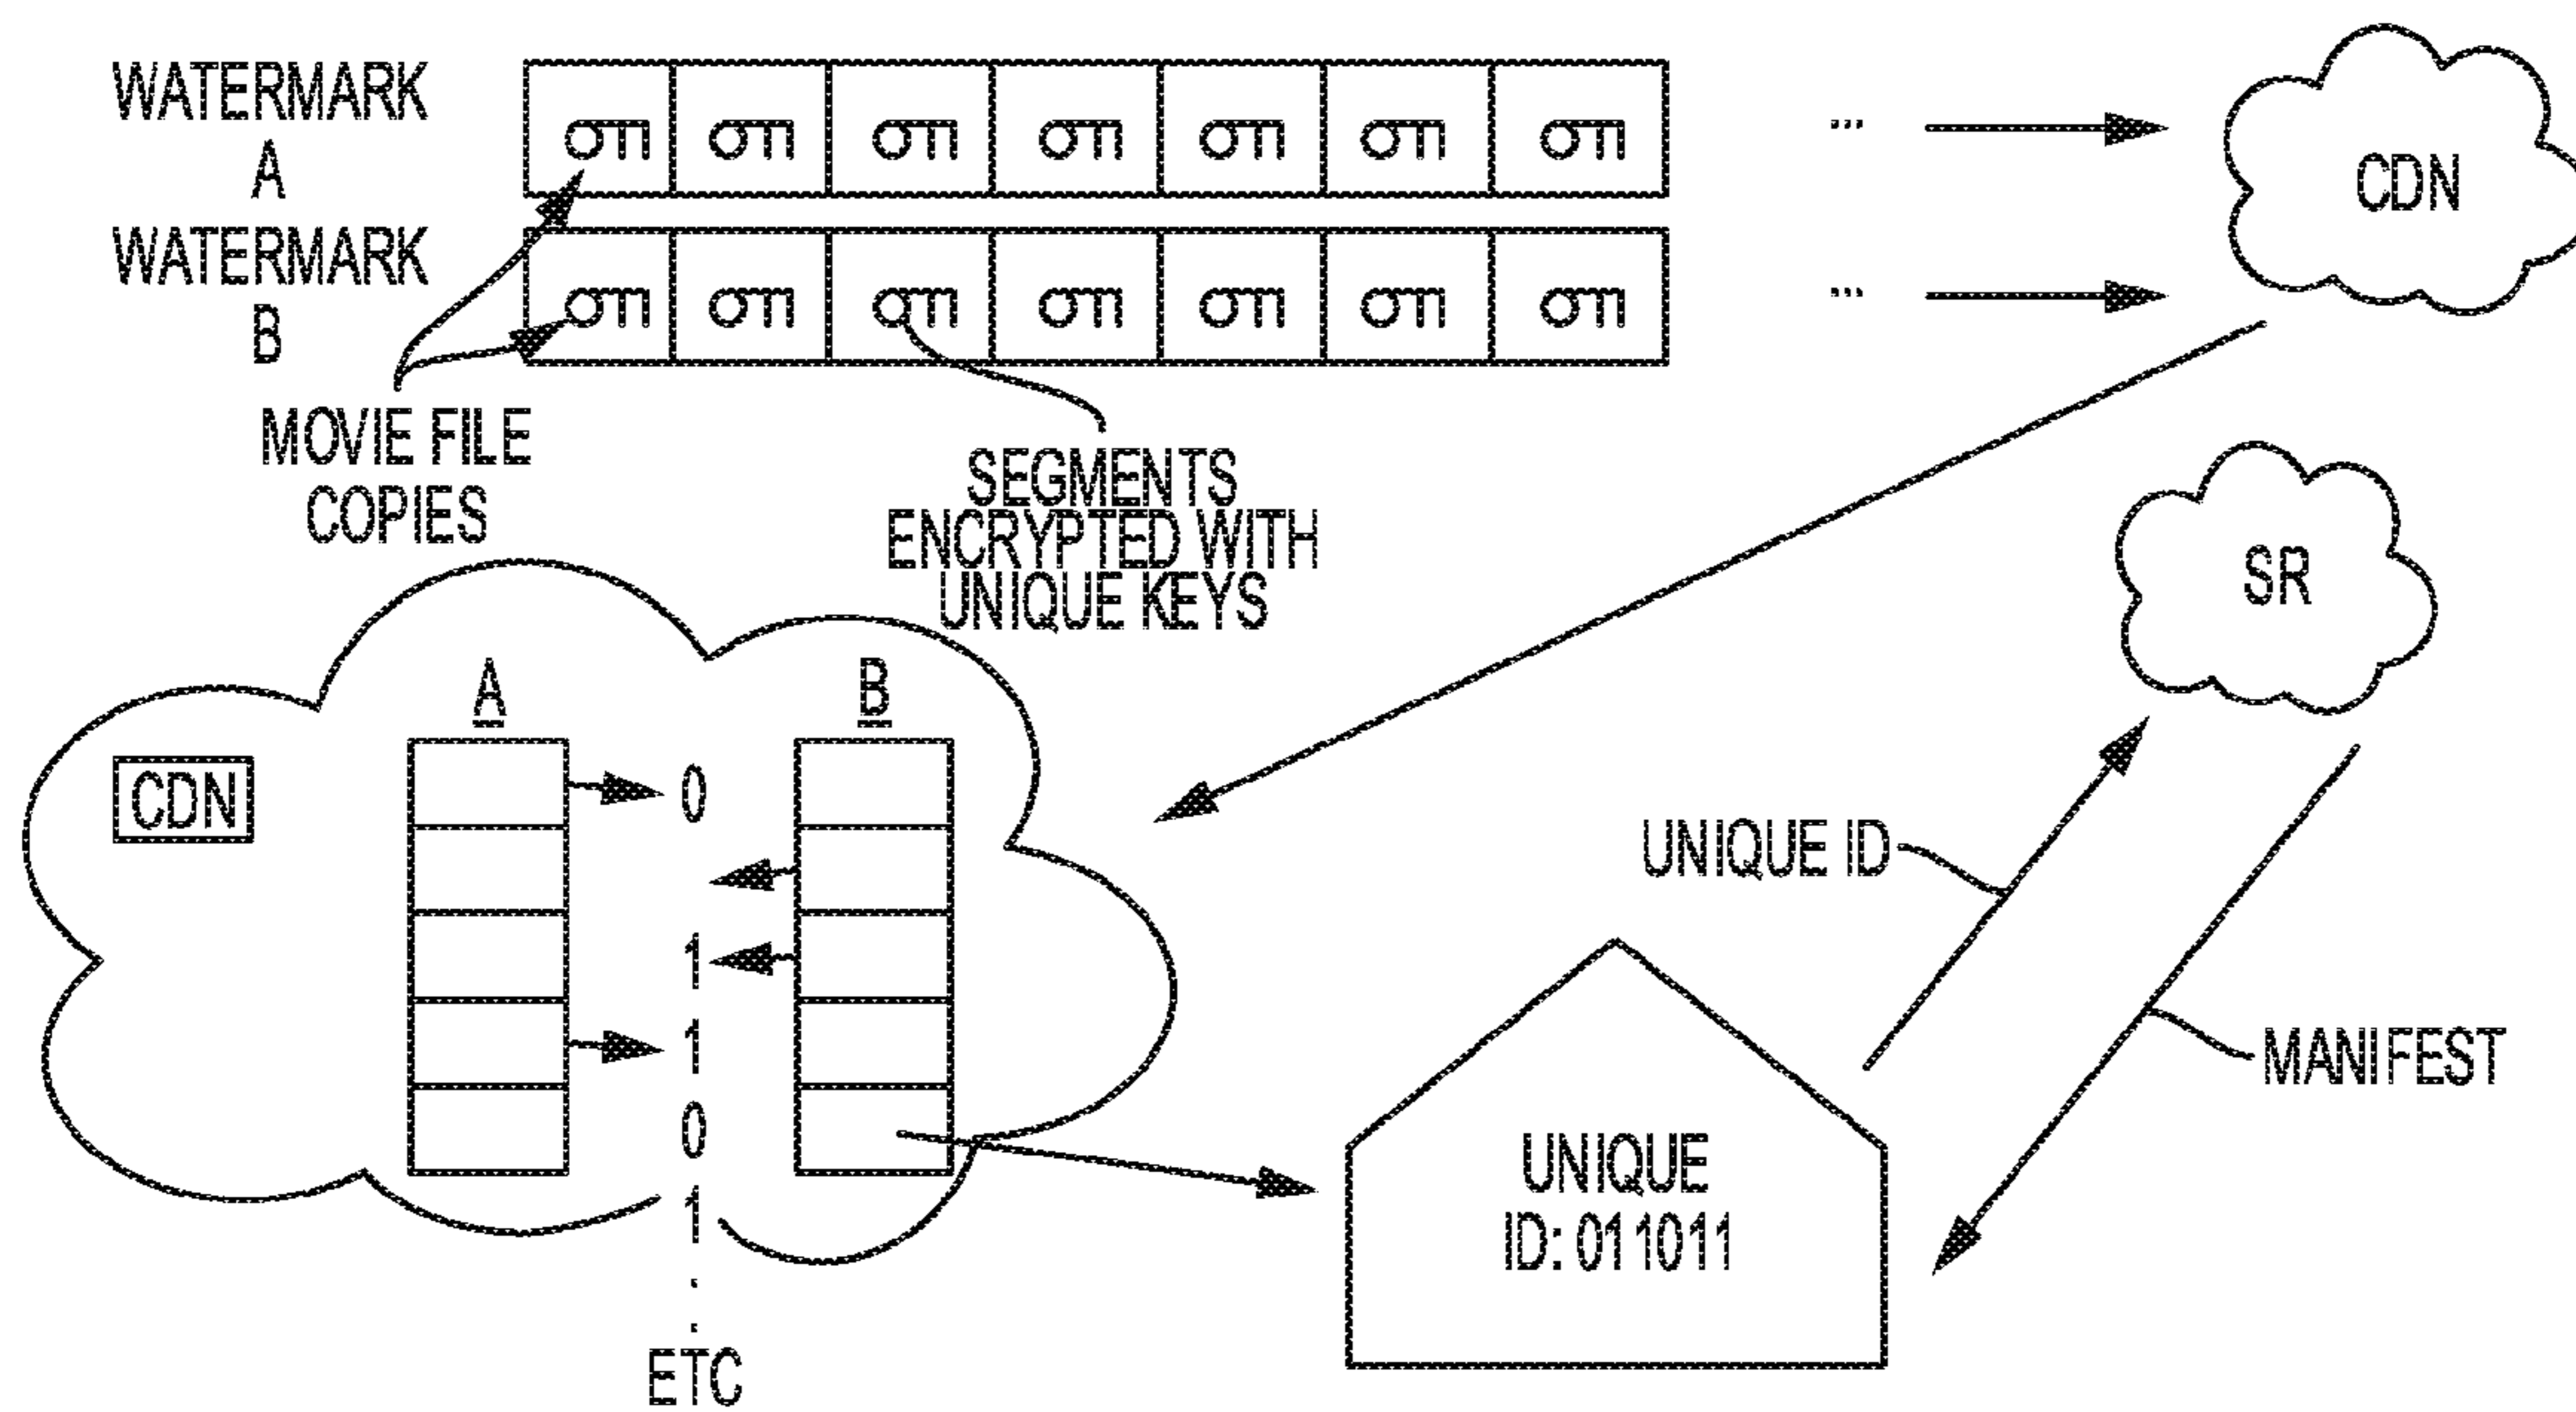 WATERMARK
A
WATERMARK
B
MOVIE FILE
COPIES
SEGMENTS
ENCRYPTED WITH
UNIQUE KEYS
CDN
SR
UNIQUE ID
MANIFEST
CDN
A
B
0
1
1
0
1
.
.
ETC
UNIQUE
ID: 011011
...
...